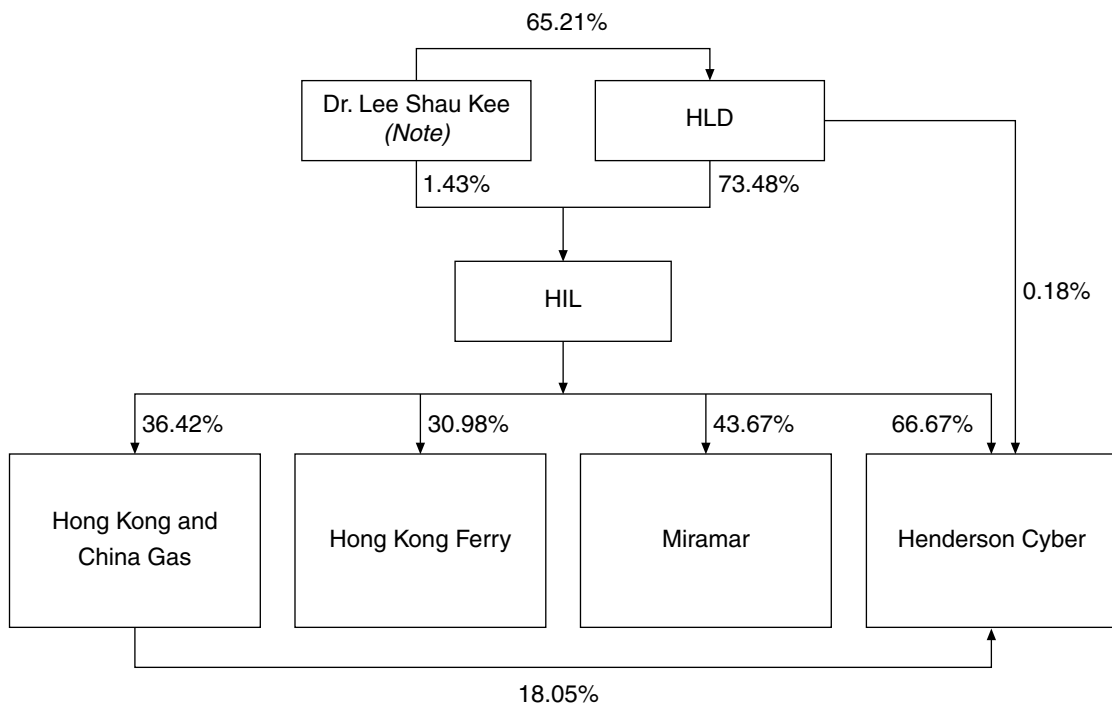 65.21%
Dr. Lee Shau Kee
(Note)
HLD
1.43%
73.48%
HIL
0.18%
36.42%
30.98%
43.67%
66.67%
Hong Kong and
China Gas
Hong Kong Ferry
Miramar
Henderson Cyber
18.05%